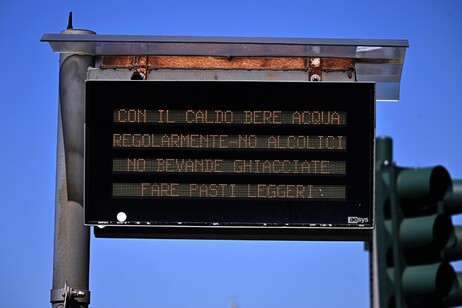 CON IL CALDO BERE ACQUA
REGOLARMENTE-NO ALCOLICI
NO BEVANDE GHIACCIATE
FARE PASTI LEGGERI